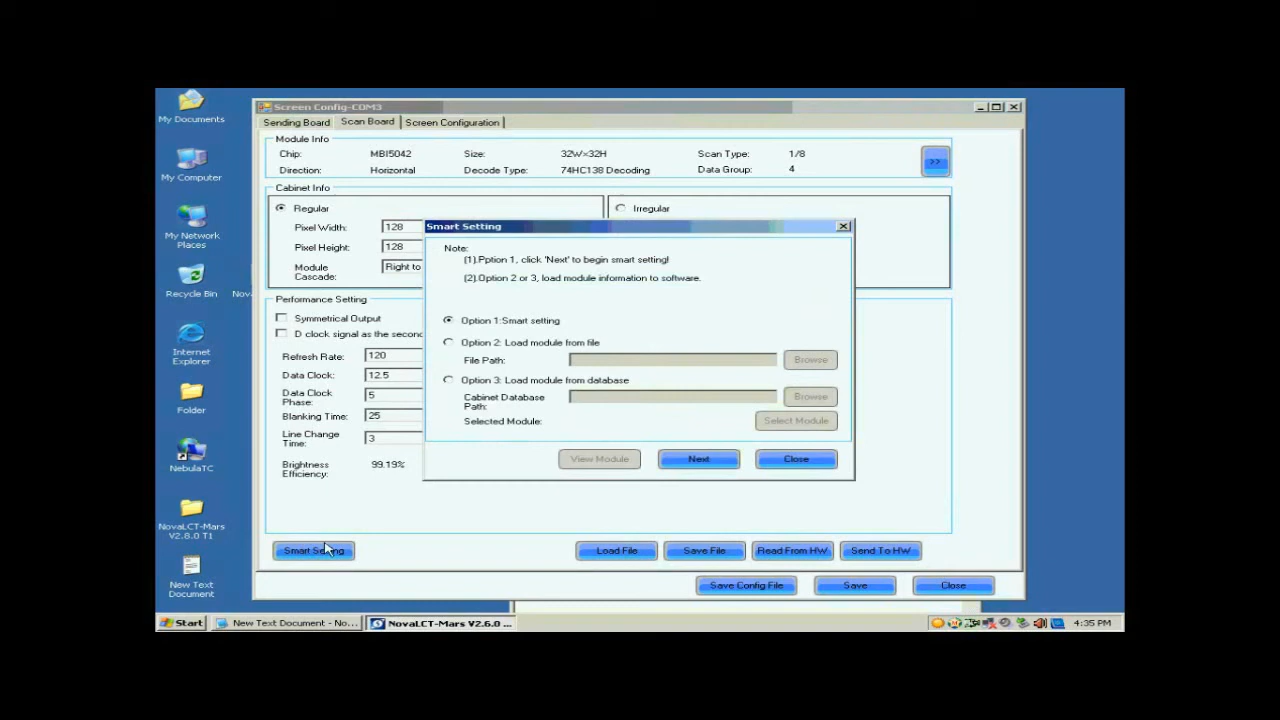 My Documents
My Computer
My Network
Places
Recycle Bin
Nov
Internet
Explorer
Folder
NebulaTC
NovaLCT-Mars
V2.8.0 T1
New Text
Document
Screen Config-COM3
Sending Board
Scan Board
Screen Configuration
Module Info
Chip: MBI5042 Size: 32W×32H Scan Type: 1/8
Direction: Horizontal Decode Type: 74HC138 Decoding Data Group: 4
>>
Cabinet Info
Regular
Irregular
Pixel Width: 128
Pixel Height: 128
Module
Cascade:
Right to
Performance Setting
Symmetrical Output
D clock signal as the second
Refresh Rate: 120
Data Clock: 12.5
Data Clock
Phase:
5
Blanking Time: 25
Line Change
Time:
3
Brightness
Efficiency:
99.19%
Smart Setting
Note:
(1).Pption 1, click 'Next' to begin smart setting!
(2).Option 2 or 3, load module information to software.
Option 1:Smart setting
Option 2: Load module from file
File Path: Browse
Option 3: Load module from database
Cabinet Database
Path:
Browse
Selected Module: Select Module
View Module Next Close
Smart Setting Load File Save File Read From HW Send To HW
Save Config File Save Close
Start New Text Document - No... NovaLCT-Mars V2.6.0 ... 4:35 PM